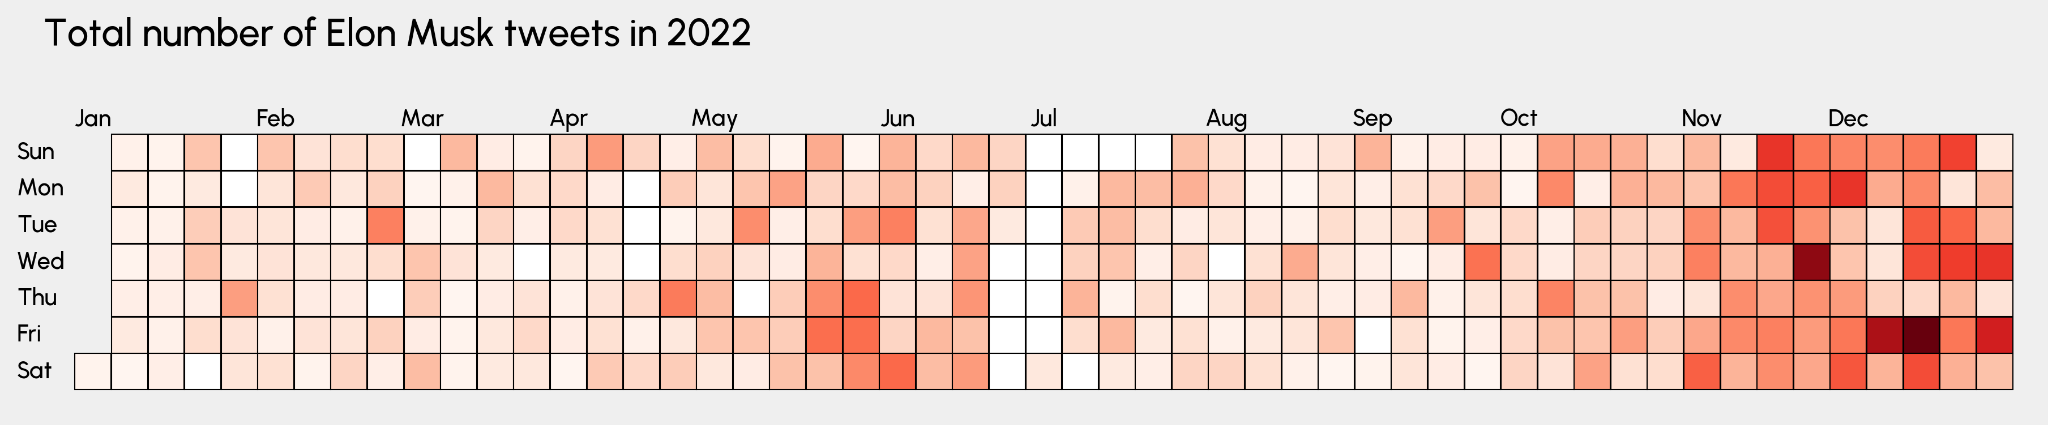 Total number of Elon Musk tweets in 2022
Jan Feb Mar Apr May Jun Jul Aug Sep Oct Nov Dec
Sun
Mon
Tue
Wed
Thu
Fri
Sat